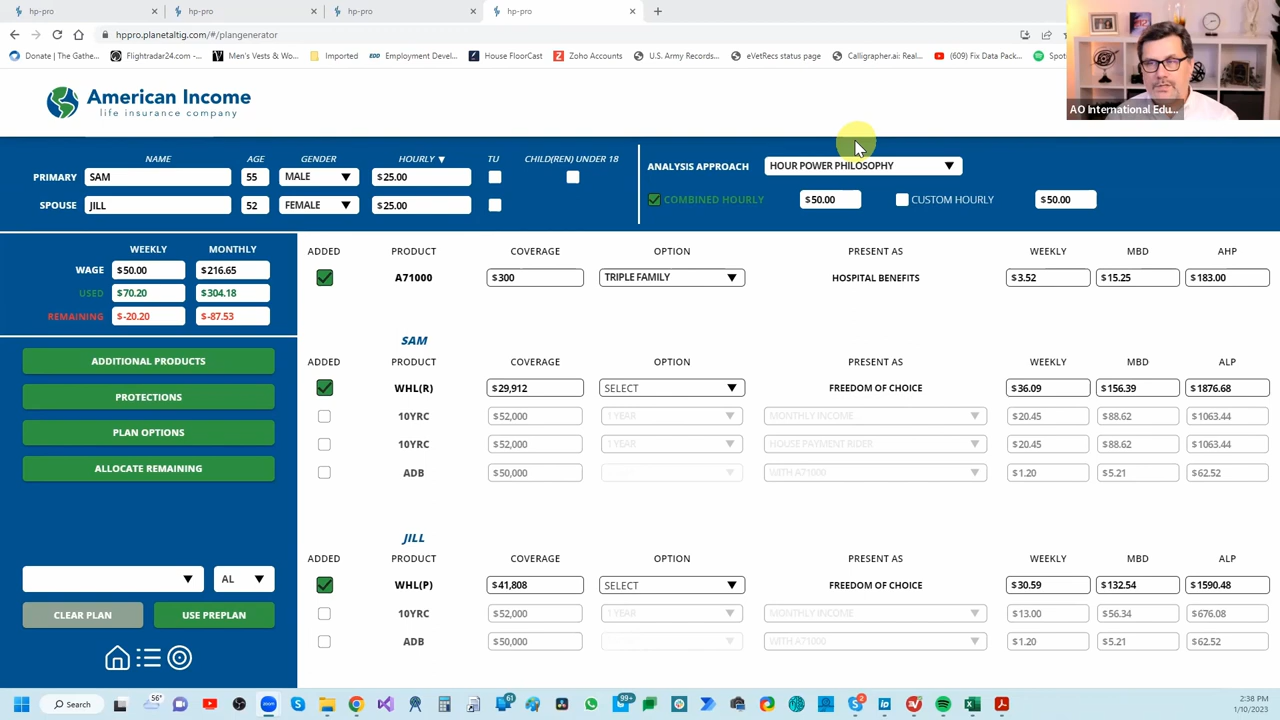 hp-pro
hp-pro
hp-pro
hp-pro
hppro.planetaltig.com/#/plangenerator
Donate | The Gathe...
Flightradar24.com -...
Men's Vests & Wo...
Imported
EDD Employment Devel...
House FloorCast
Zoho Accounts
U.S. Army Records...
eVetRecs status page
Calligrapher.ai: Real...
(609) Fix Data Pack...
Spot
AO International Edu...
American Income
life insurance company
NAME AGE GENDER HOURLY ▼ TU CHILD(REN) UNDER 18
PRIMARY SAM 55 MALE $25.00
SPOUSE JILL 52 FEMALE $25.00
ANALYSIS APPROACH HOUR POWER PHILOSOPHY
COMBINED HOURLY $50.00 CUSTOM HOURLY $50.00
WEEKLY MONTHLY
WAGE $50.00 $216.65
USED $70.20 $304.18
REMAINING $-20.20 $-87.53
ADDITIONAL PRODUCTS
PROTECTIONS
PLAN OPTIONS
ALLOCATE REMAINING
AL
CLEAR PLAN USE PREPLAN
ADDED PRODUCT COVERAGE OPTION PRESENT AS WEEKLY MBD AHP
A71000 $300 TRIPLE FAMILY HOSPITAL BENEFITS $3.52 $15.25 $183.00
SAM
ADDED PRODUCT COVERAGE OPTION PRESENT AS WEEKLY MBD ALP
WHL(R) $29,912 SELECT FREEDOM OF CHOICE $36.09 $156.39 $1876.68
10YRC $52,000 1 YEAR MONTHLY INCOME $20.45 $88.62 $1063.44
10YRC $52,000 1 YEAR HOUSE PAYMENT RIDER $20.45 $88.62 $1063.44
ADB $50,000 WITH A71000 $1.20 $5.21 $62.52
JILL
ADDED PRODUCT COVERAGE OPTION PRESENT AS WEEKLY MBD ALP
WHL(P) $41,808 SELECT FREEDOM OF CHOICE $30.59 $132.54 $1590.48
10YRC $52,000 1 YEAR MONTHLY INCOME $13.00 $56.34 $676.08
ADB $50,000 WITH A71000 $1.20 $5.21 $62.52
Search
56°
61
99+
2
2:38 PM
1/10/2023